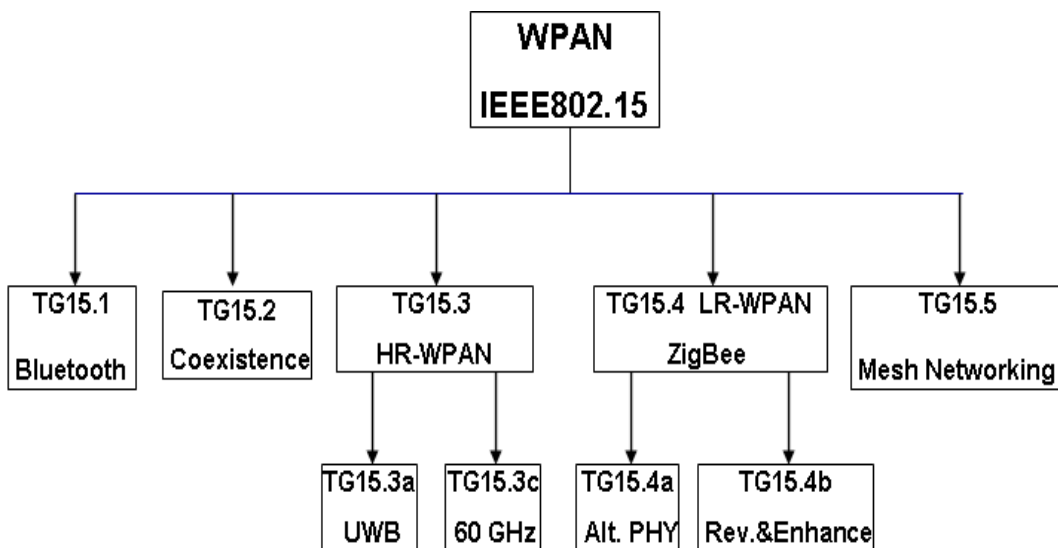 WPAN
IEEE802.15
TG15.1
Bluetooth
TG15.2
Coexistence
TG15.3
HR-WPAN
TG15.4 LR-WPAN
ZigBee
TG15.5
Mesh Networking
TG15.3a
UWB
TG15.3c
60 GHz
TG15.4a
Alt. PHY
TG15.4b
Rev.&Enhance